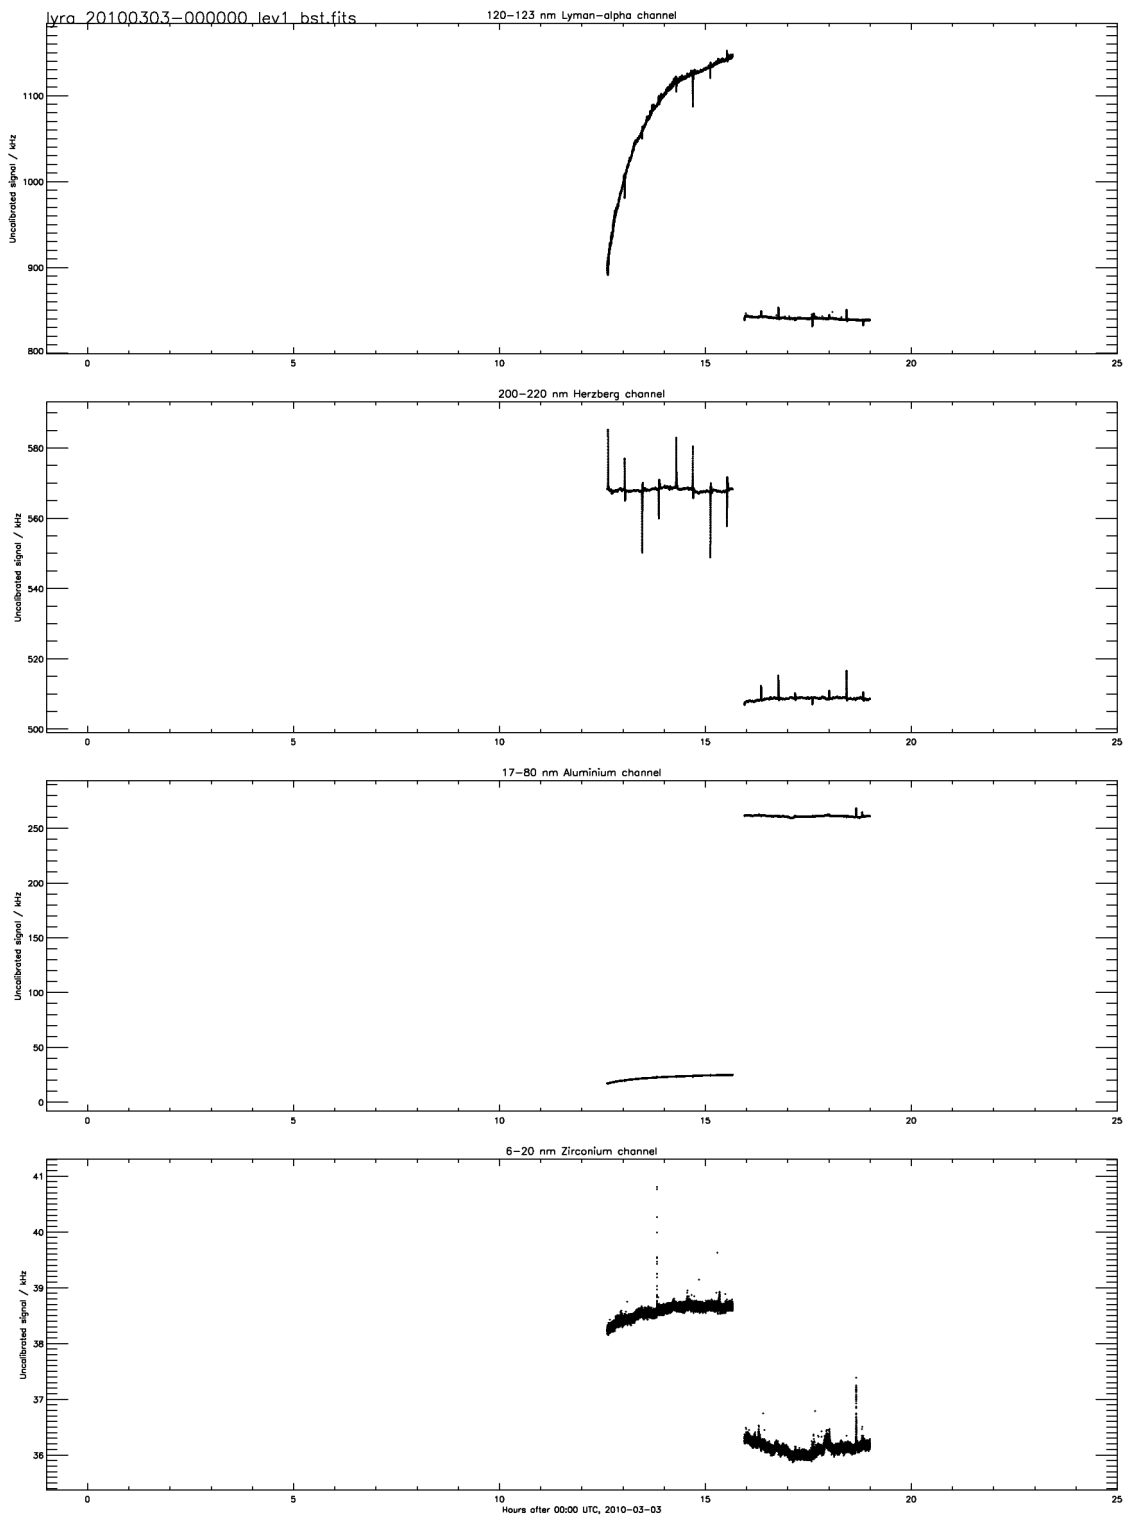 lyra_20100303-000000_lev1_bst.fits
120-123 nm Lyman-alpha channel
Uncalibrated signal / kHz
1100
1000
900
800
0 5 10 15 20 25
200-220 nm Herzberg channel
Uncalibrated signal / kHz
580
560
540
520
500
0 5 10 15 20 25
17-80 nm Aluminium channel
Uncalibrated signal / kHz
250
200
150
100
50
0
0 5 10 15 20 25
6-20 nm Zirconium channel
Uncalibrated signal / kHz
41
40
39
38
37
36
0 5 10 15 20 25
Hours after 00:00 UTC, 2010-03-03